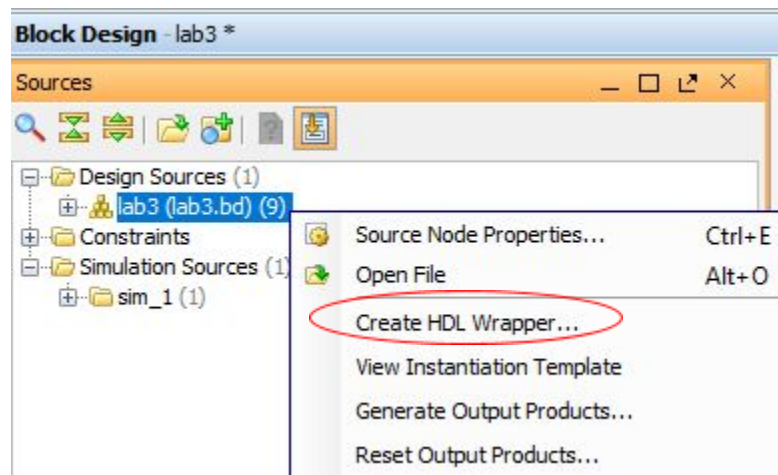 Block Design - lab3 *
Sources
Design Sources (1)
lab3 (lab3.bd) (9)
Constraints
Simulation Sources (1)
sim_1 (1)
Source Node Properties... Ctrl+E
Open File Alt+O
Create HDL Wrapper...
View Instantiation Template
Generate Output Products...
Reset Output Products...